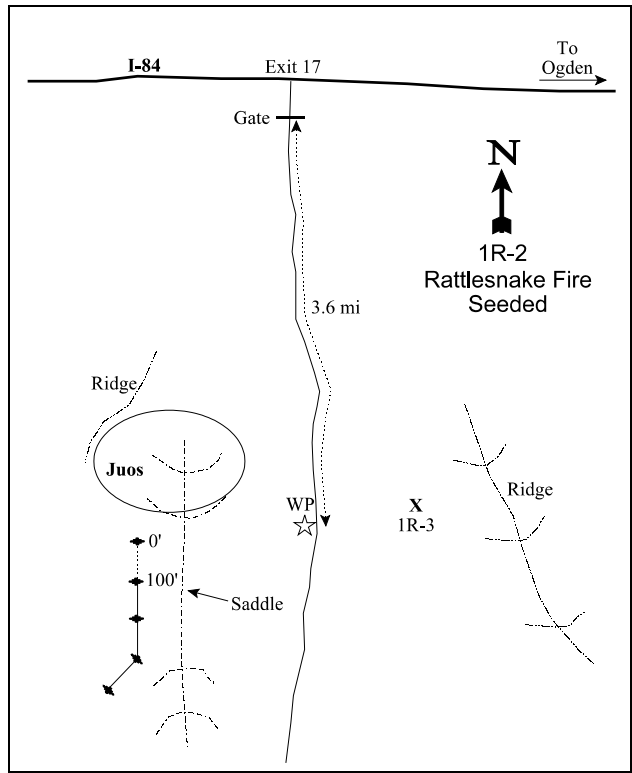 I-84
Exit 17
To
Ogden
Gate
N
1R-2
Rattlesnake Fire
Seeded
3.6 mi
Ridge
Juos
Ridge
WP
X
1R-3
0'
100'
Saddle